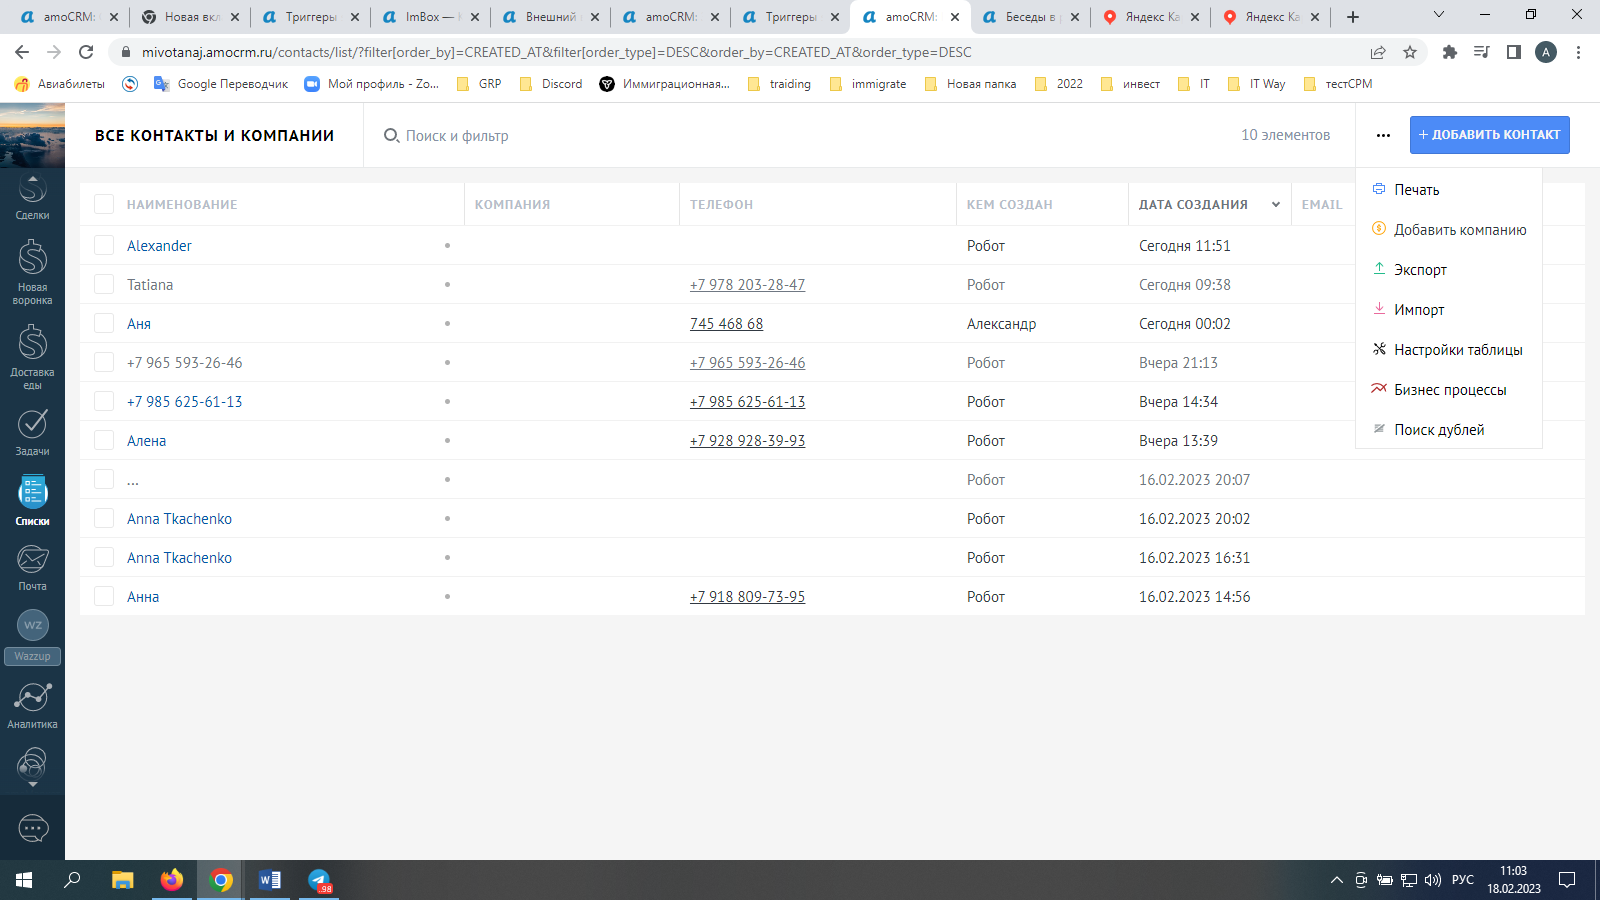 amoCRM:
Новая вкл
Триггеры
ImBox —
Внешний
amoCRM:
Триггеры
amoCRM:
Беседы в р
Яндекс Ка
Яндекс Ка
mivotanaj.amocrm.ru/contacts/list/?filter[order_by]=CREATED_AT&filter[order_type]=DESC&order_by=CREATED_AT&order_type=DESC
A
Авиабилеты
Google Переводчик
Мой профиль - Zo...
GRP
Discord
Иммиграционная...
traiding
immigrate
Новая папка
2022
инвест
IT
IT Way
тестСРМ
ВСЕ КОНТАКТЫ И КОМПАНИИ
Поиск и фильтр
10 элементов
+ ДОБАВИТЬ КОНТАКТ
Сделки
Новая
воронка
Доставка
еды
Задачи
Списки
Почта
WZ
Wazzup
Аналитика
НАИМЕНОВАНИЕ КОМПАНИЯ ТЕЛЕФОН КЕМ СОЗДАН ДАТА СОЗДАНИЯ EMAIL
Alexander Робот Сегодня 11:51
Tatiana +7 978 203-28-47 Робот Сегодня 09:38
Аня 745 468 68 Александр Сегодня 00:02
+7 965 593-26-46 +7 965 593-26-46 Робот Вчера 21:13
+7 985 625-61-13 +7 985 625-61-13 Робот Вчера 14:34
Алена +7 928 928-39-93 Робот Вчера 13:39
... Робот 16.02.2023 20:07
Anna Tkachenko Робот 16.02.2023 20:02
Anna Tkachenko Робот 16.02.2023 16:31
Анна +7 918 809-73-95 Робот 16.02.2023 14:56
Печать
Добавить компанию
Экспорт
Импорт
Настройки таблицы
Бизнес процессы
Поиск дублей
98
РУС
11:03
18.02.2023